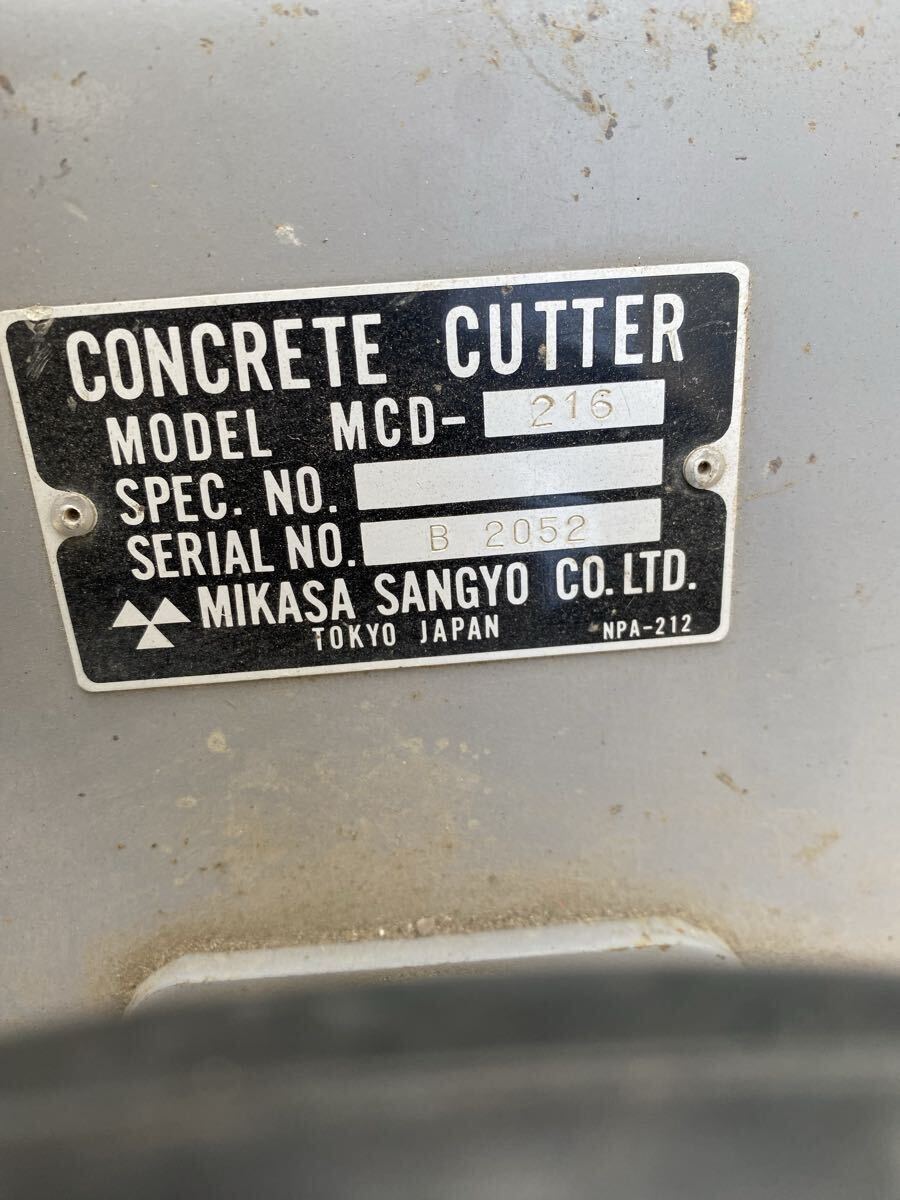 CONCRETE CUTTER
MODEL MCD-216
SPEC. NO.
SERIAL NO. B 2052
MIKASA SANGYO CO. LTD.
TOKYO JAPAN NPA-212